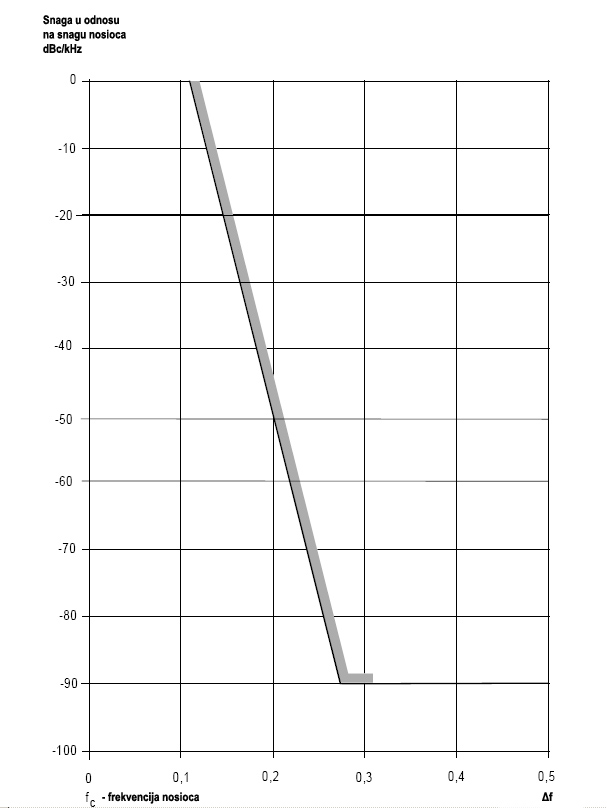 Snaga u odnosu
na snagu nosioca
dBc/kHz
0
-10
-20
-30
-40
-50
-60
-70
-80
-90
-100
0 0,1 0,2 0,3 0,4 0,5
fc - frekvencija nosioca Δf